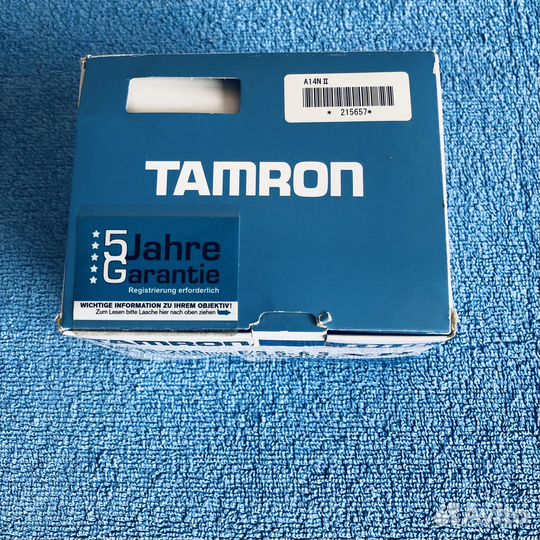 A14N II
* 215657*
TAMRON
5 Jahre
Garantie
Registrierung erforderlich
WICHTIGE INFORMATION ZU IHREM OBJEKTIV!
Zum Lesen bitte Lasche hier nach oben ziehen
Avito